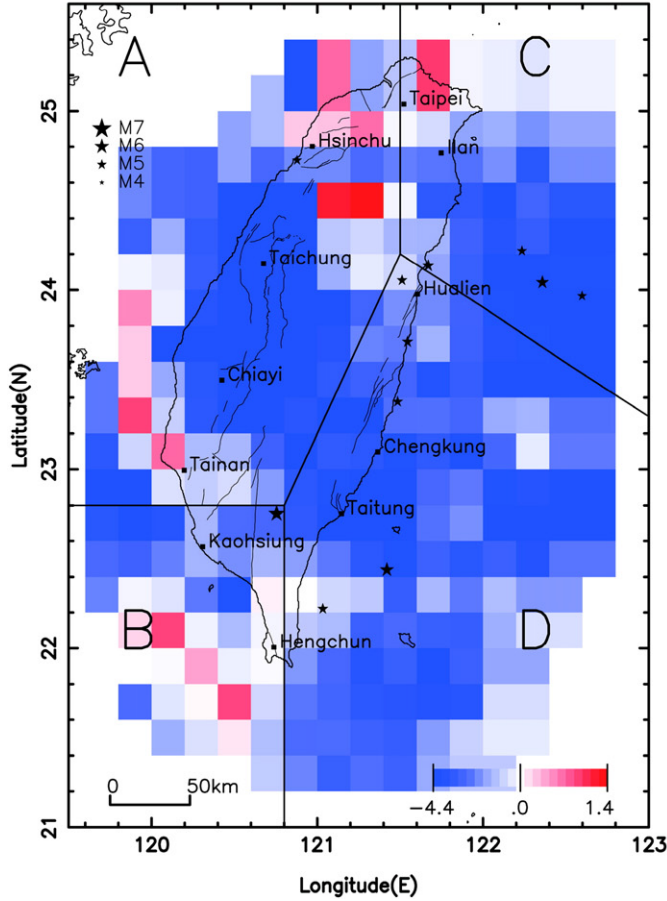 A
C
Taipei
M7
M6
M5
M4
Hsinchu
Ilan
Taichung
Hualien
Chiayi
Chengkung
Tainan
Taitung
Kaohsiung
B
D
Hengchun
0 50km
−4.4 .0 1.4
25
24
23
22
21
Latitude(N)
120 121 122 123
Longitude(E)